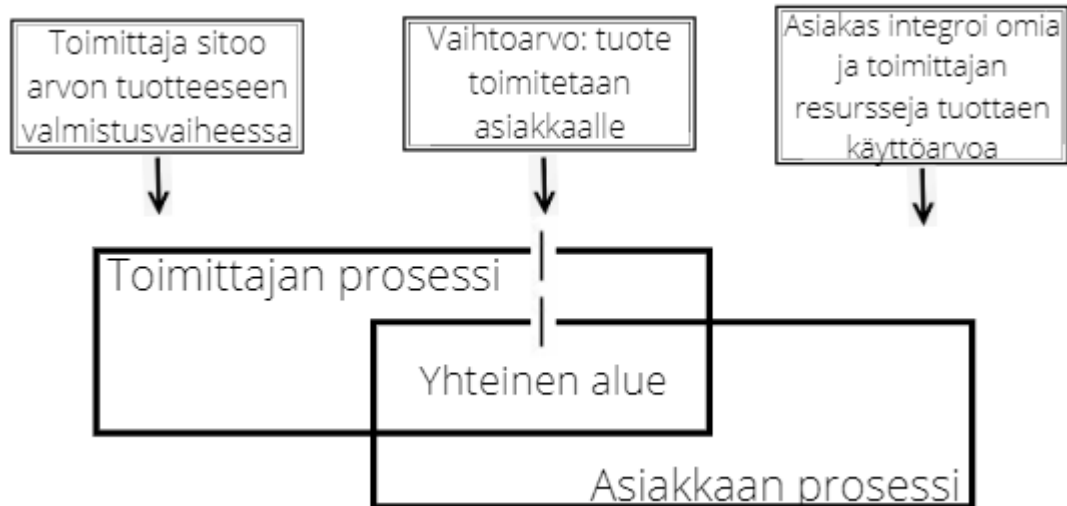 Toimittaja sitoo
arvon tuotteeseen
valmistusvaiheessa
Vaihtoarvo: tuote
toimitetaan
asiakkaalle
Asiakas integroi omia
ja toimittajan
resursseja tuottaen
käyttöarvoa
Toimittajan prosessi
Yhteinen alue
Asiakkaan prosessi